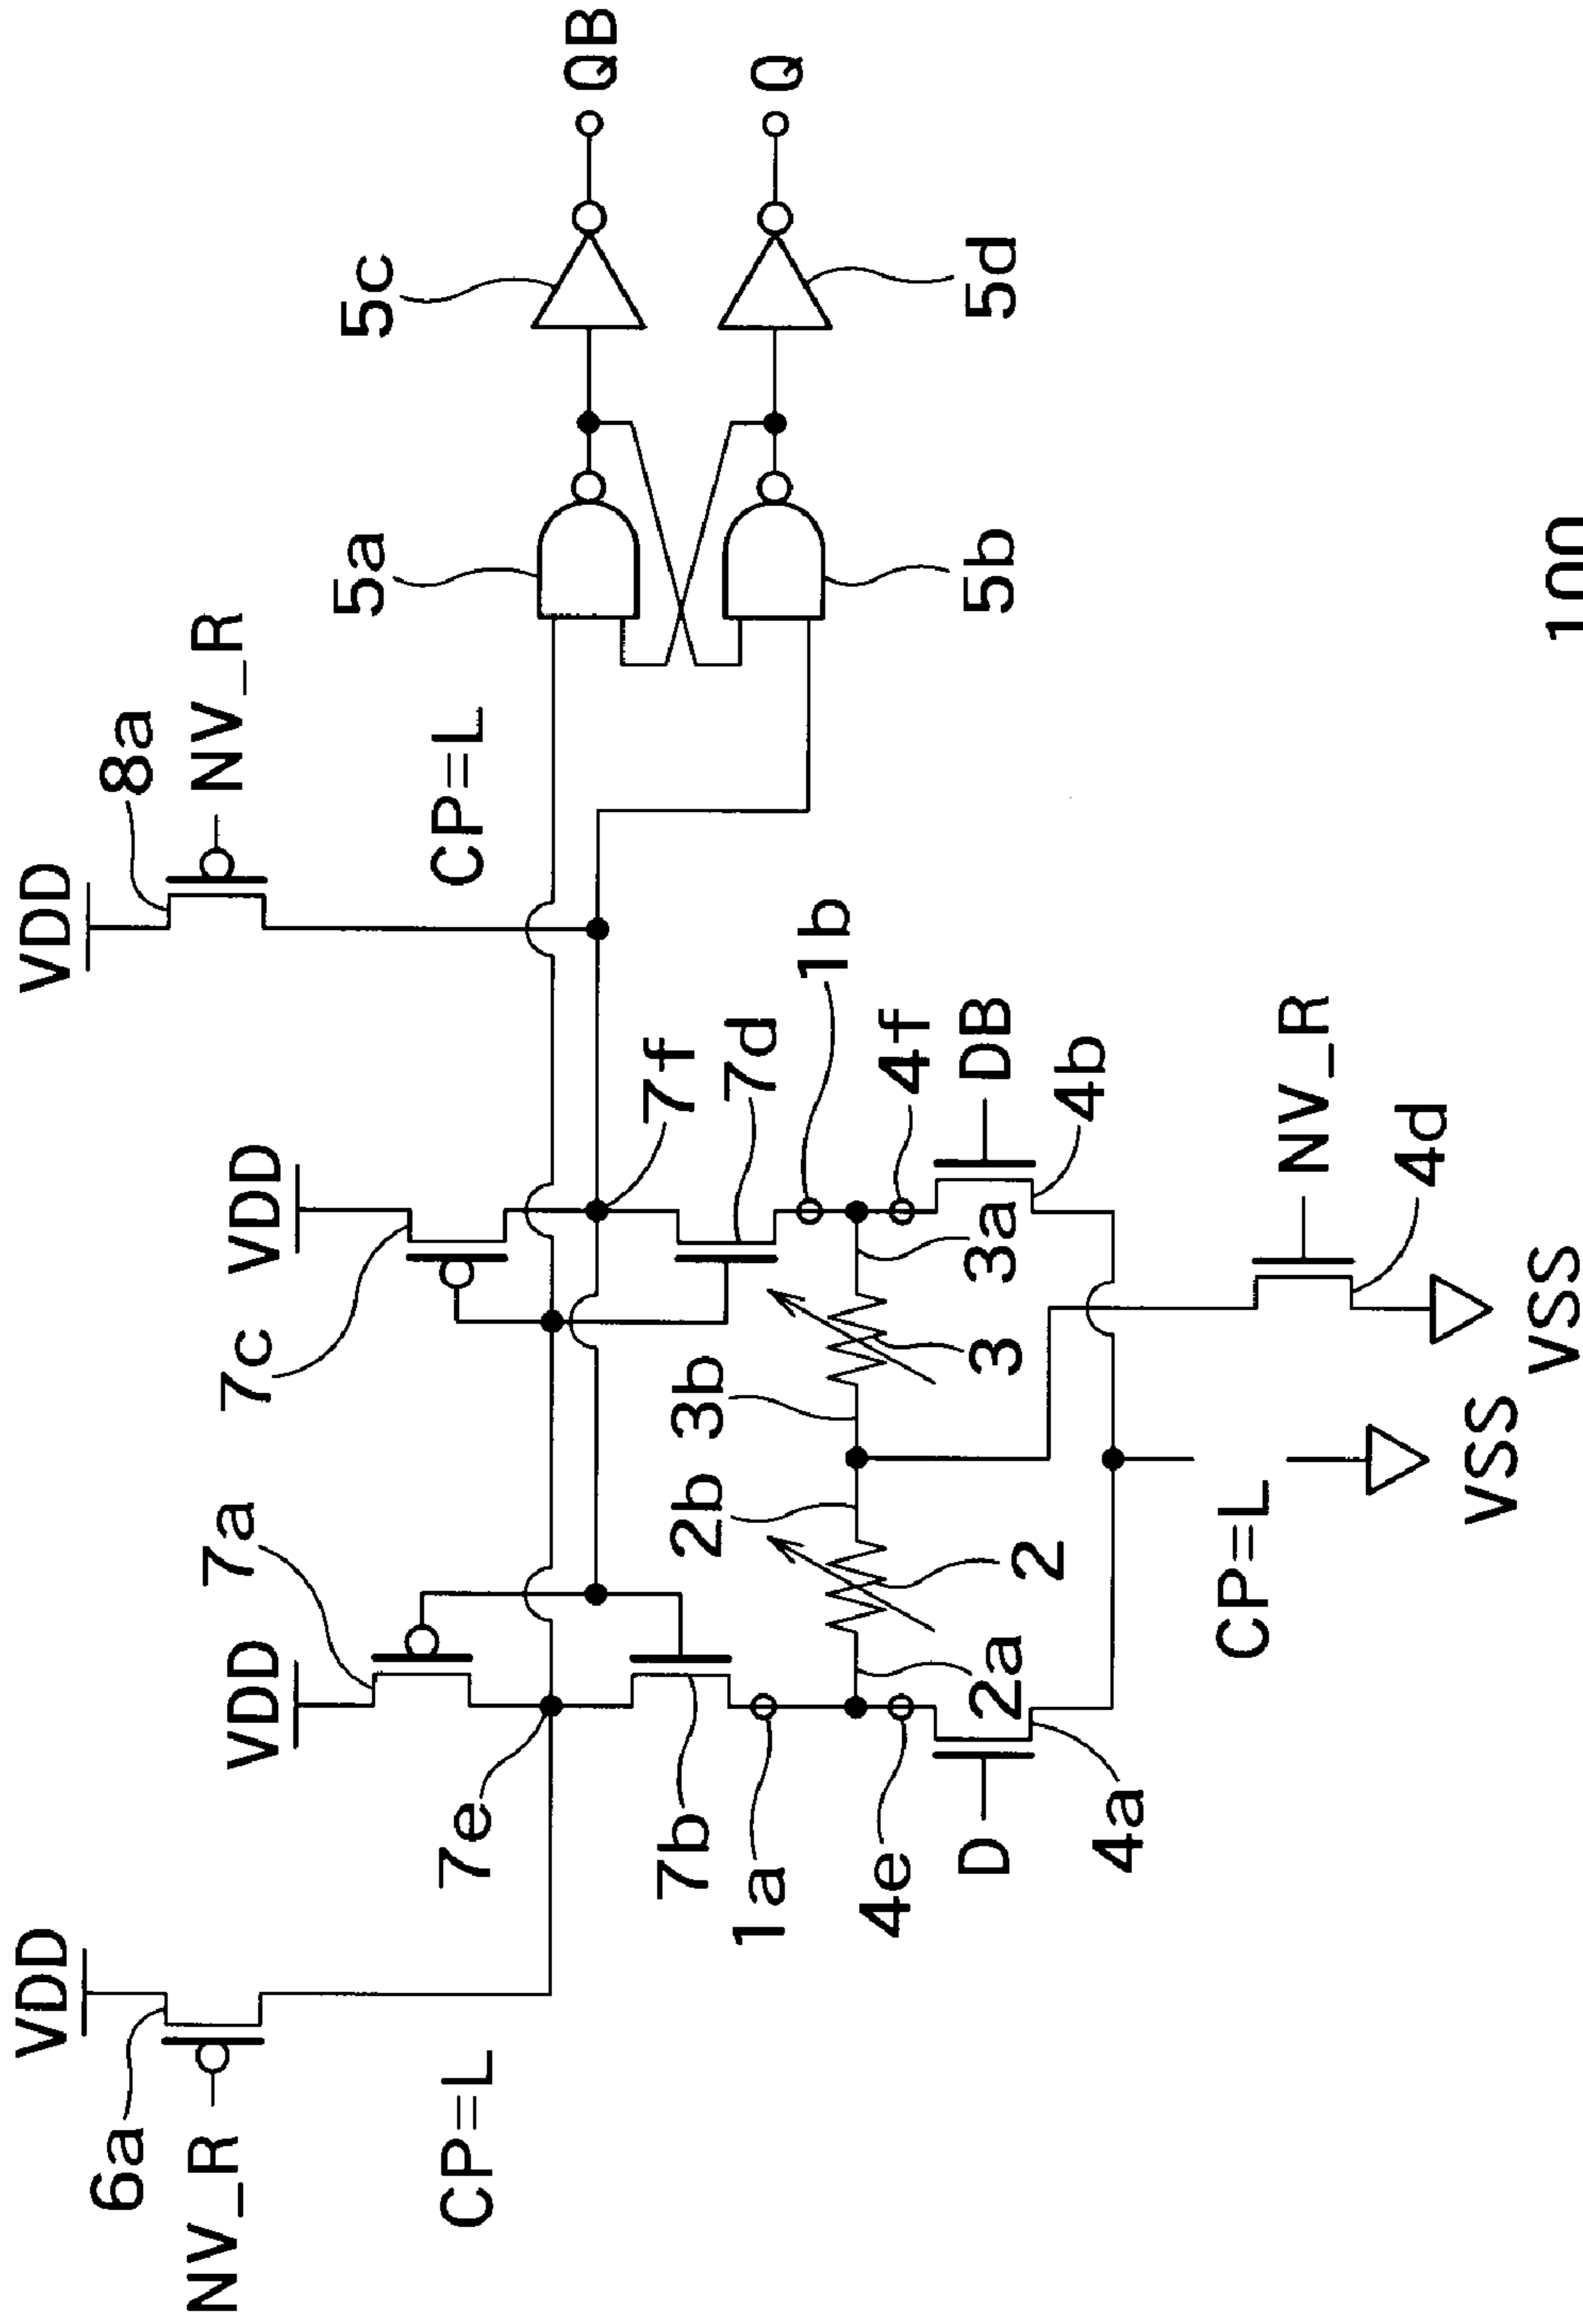 VDD
VDD
6a
8a
NV_R
NV_R
VDD
7a
7c
VDD
5a
5c
CP=L
7e
CP=L
QB
7f
7b
2b
3b
7d
1a
Q
1b
4e
4f
D
2a
3
3a
DB
5b
5d
2
4a
4b
CP=L
NV_R
4d
VSS
VSS
100